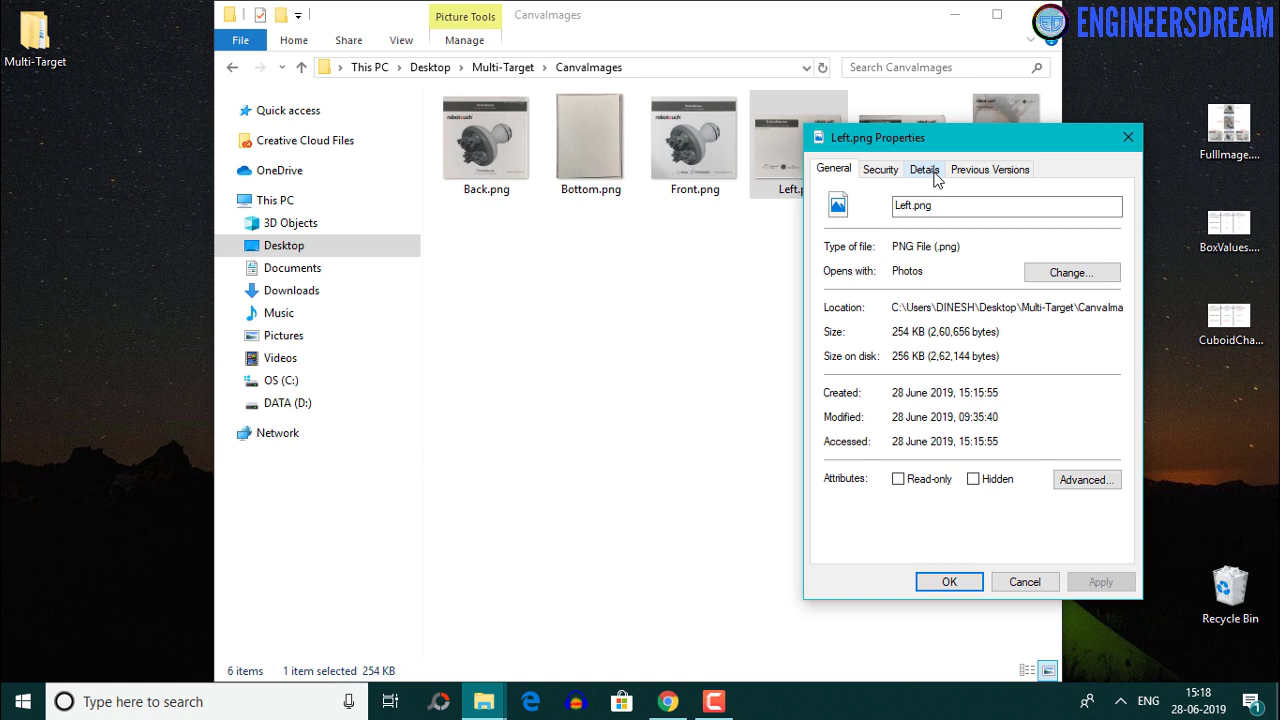 Multi-Target
Picture Tools
CanvaImages
ENGINEERSDREAM
File
Home
Share
View
Manage
This PC
Desktop
Multi-Target
CanvaImages
Search CanvaImages
Quick access
Creative Cloud Files
OneDrive
This PC
3D Objects
Desktop
Documents
Downloads
Music
Pictures
Videos
OS (C:)
DATA (D:)
Network
robotouch
robotouch
Back.png
Bottom.png
Front.png
Left.p
Left.png Properties
General
Security
Details
Previous Versions
Left.png
Type of file:
PNG File (.png)
Opens with:
Photos
Change...
Location:
C:\Users\DINESH\Desktop\Multi-Target\CanvaIma
Size:
254 KB (2,60,656 bytes)
Size on disk:
256 KB (2,62,144 bytes)
Created:
28 June 2019, 15:15:55
Modified:
28 June 2019, 09:35:40
Accessed:
28 June 2019, 15:15:55
Attributes:
Read-only
Hidden
Advanced...
OK
Cancel
Apply
FullImage....
BoxValues....
CuboidCha...
Recycle Bin
6 items
1 item selected 254 KB
Type here to search
ENG
15:18
28-06-2019
1